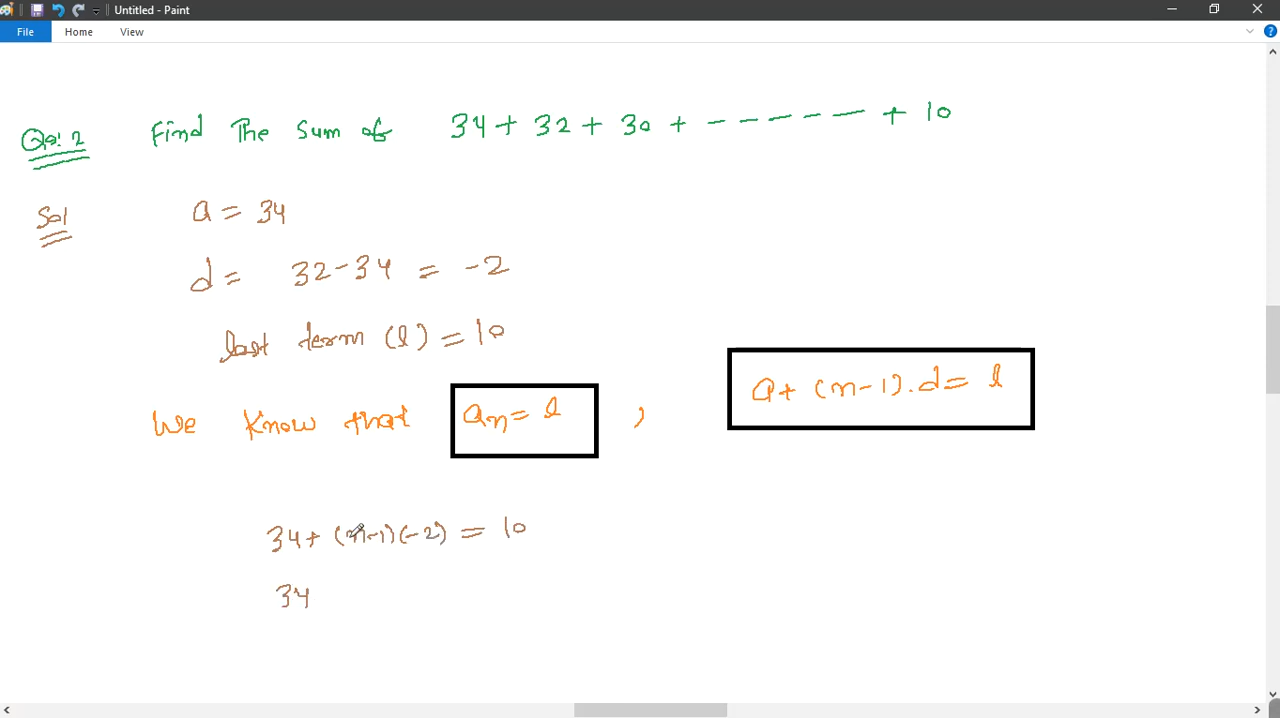 Untitled - Paint
File Home View
Qs: 2 Find The Sum of 34 + 32 + 30 + ------ + 10
Sol a = 34
d = 32-34 = -2
last term (l) = 10
We Know that an = l , a + (n-1).d = l
34 + (n-1)(-2) = 10
34